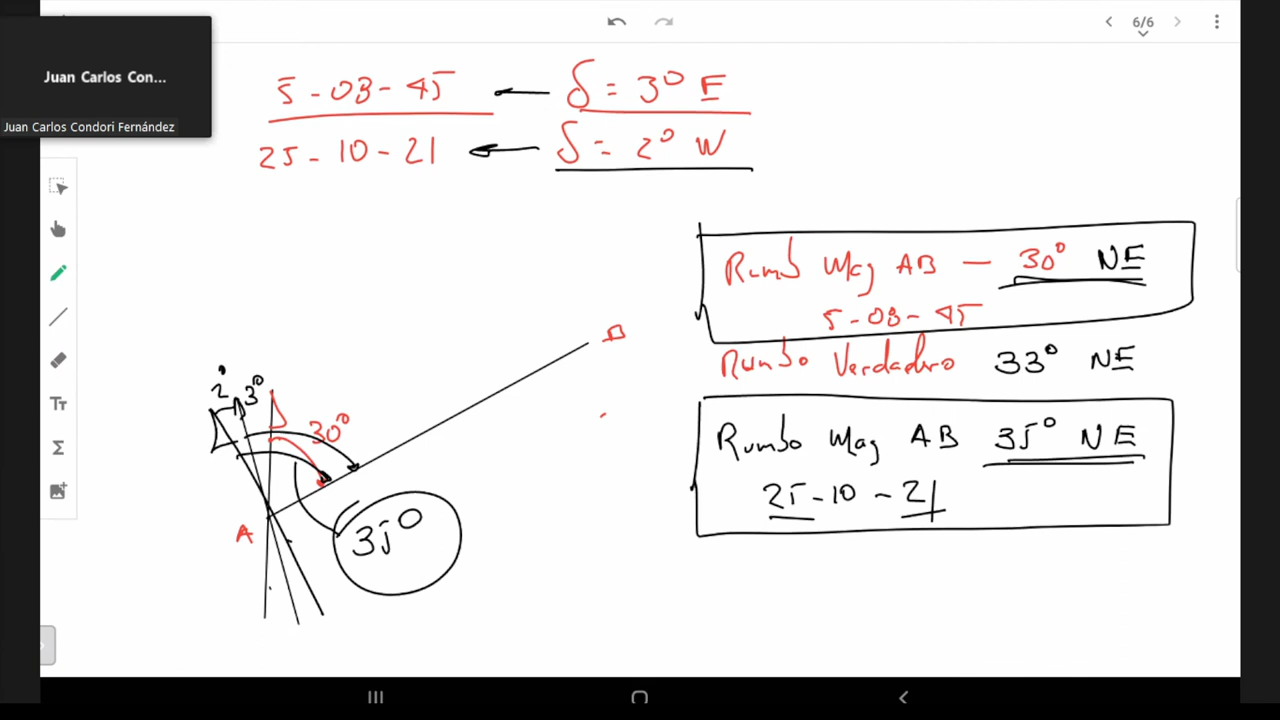 6/6
Juan Carlos Con...
Juan Carlos Condori Fernández
5-08-45 ← δ = 3° E
25-10-21 ← δ = 2° W
Rumb Mag AB — 30° NE
5-08-45
Rumbo Verdadero 33° NE
Rumbo Mag AB 35° NE
25-10-21
B
2° 3°
30°
A
35°
TT
Σ